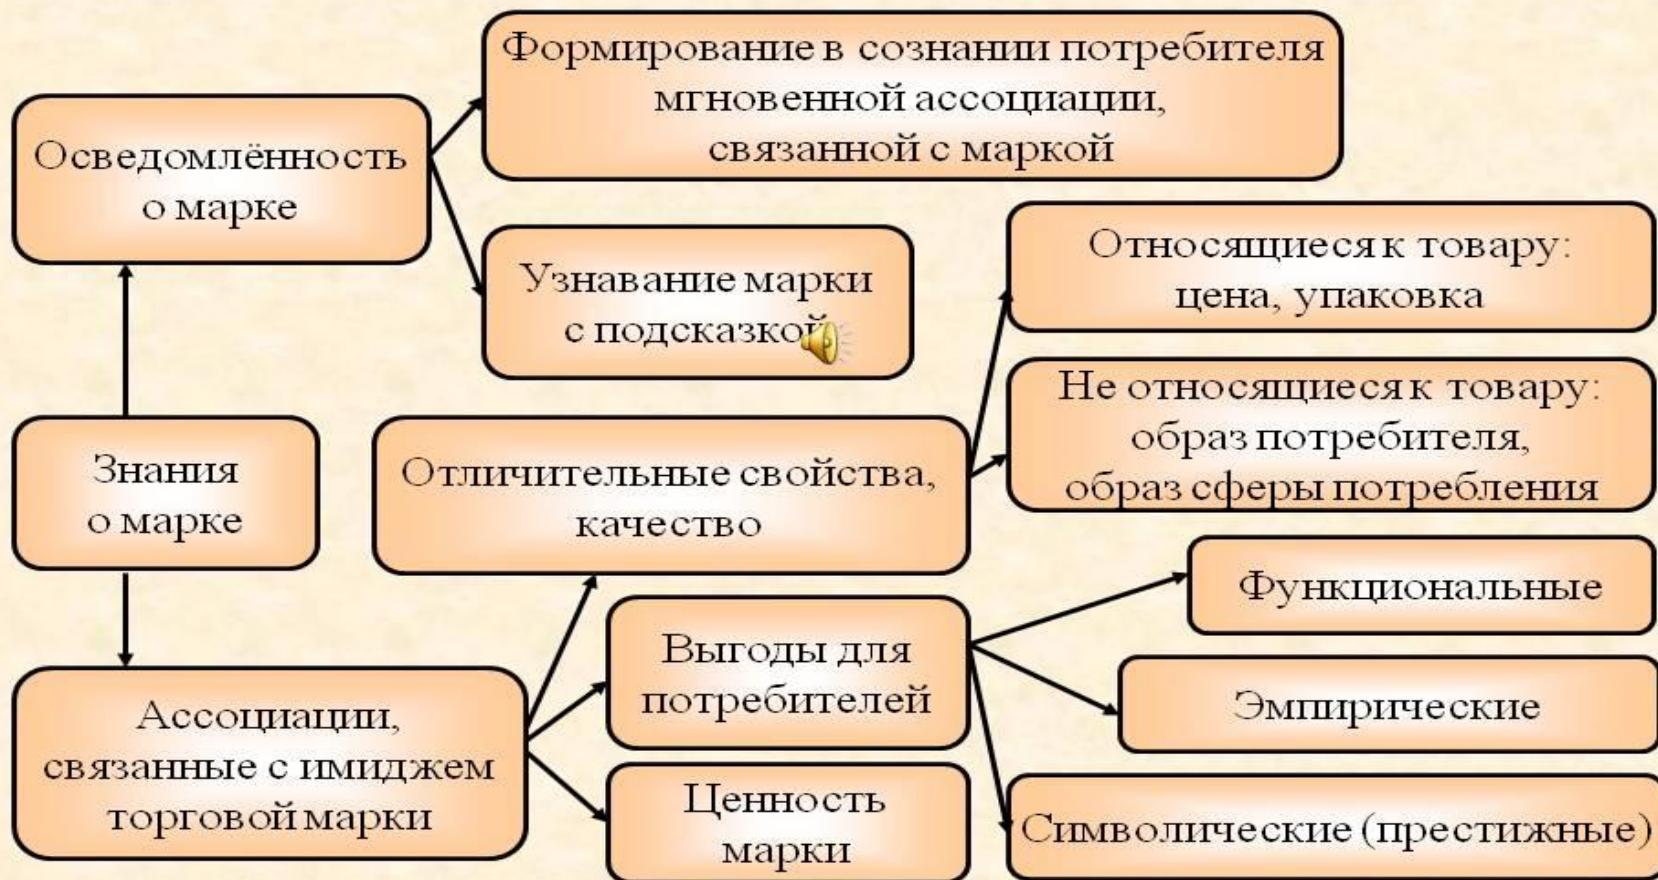 Формирование в сознании потребителя
мгновенной ассоциации,
связанной с маркой
Осведомлённость
о марке
Узнавание марки
с подсказкой
Относящиеся к товару:
цена, упаковка
Не относящиеся к товару:
образ потребителя,
образ сферы потребления
Знания
о марке
Отличительные свойства,
качество
Функциональные
Выгоды для
потребителей
Эмпирические
Ассоциации,
связанные с имиджем
торговой марки
Ценность
марки
Символические (престижные)